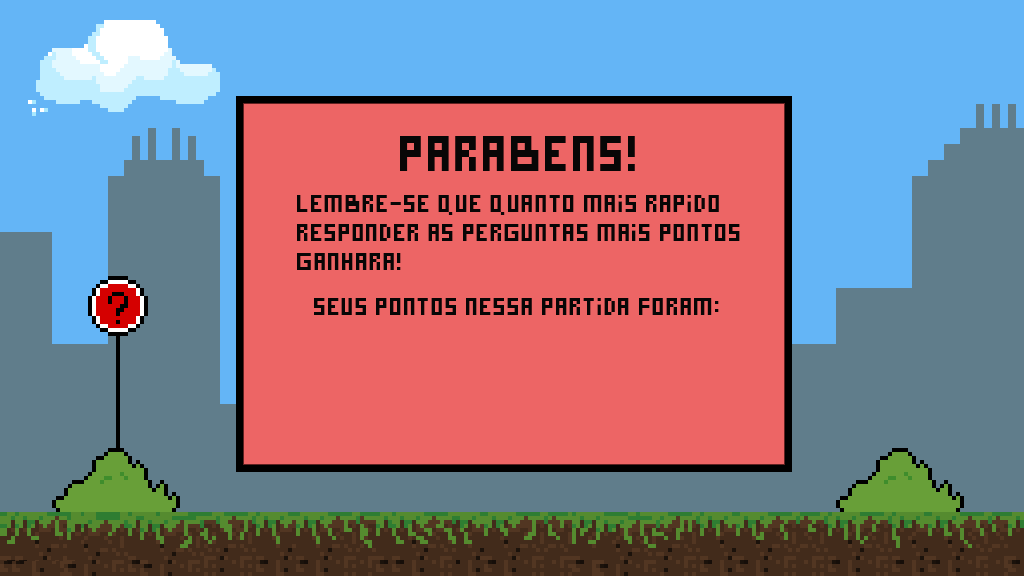 PARABENS!
LEMBRE-SE QUE QUANTO MAIS RAPIDO
RESPONDER AS PERGUNTAS MAIS PONTOS
GANHARA!
SEUS PONTOS NESSA PARTIDA FORAM:
?